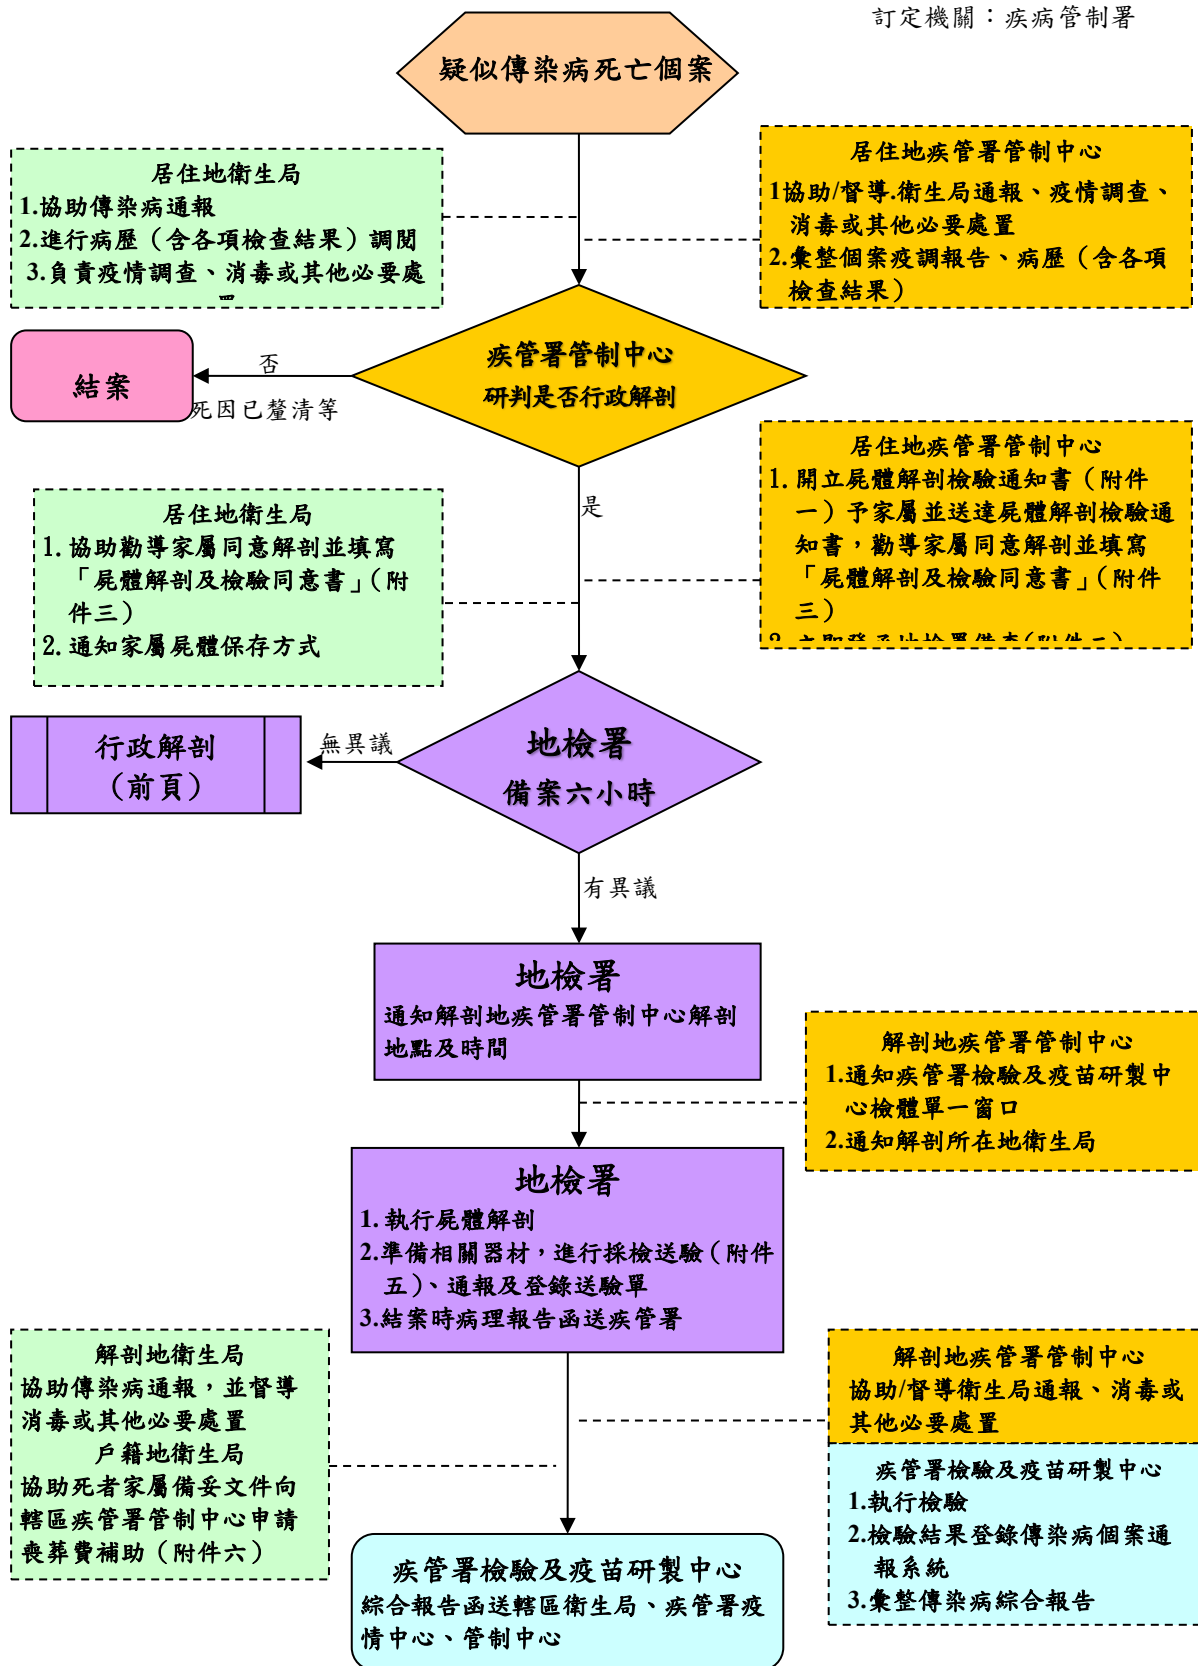 訂定機關：疾病管制署
疑似傳染病死亡個案
居住地衛生局
1.協助傳染病通報
2.進行病歷（含各項檢查結果）調閱
3.負責疫情調查、消毒或其他必要處
居住地疾管署管制中心
1協助/督導.衛生局通報、疫情調查、
消毒或其他必要處置
2.彙整個案疫調報告、病歷（含各項
檢查結果）
疾管署管制中心
研判是否行政解剖
否
死因已釐清等
結案
是
居住地衛生局
1. 協助勸導家屬同意解剖並填寫
「屍體解剖及檢驗同意書」（附
件三）
2. 通知家屬屍體保存方式
居住地疾管署管制中心
1. 開立屍體解剖檢驗通知書（附件
一）予家屬並送達屍體解剖檢驗通
知書，勸導家屬同意解剖並填寫
「屍體解剖及檢驗同意書」（附件
三）
地檢署
備案六小時
無異議
行政解剖
（前頁）
有異議
地檢署
通知解剖地疾管署管制中心解剖
地點及時間
解剖地疾管署管制中心
1.通知疾管署檢驗及疫苗研製中
心檢體單一窗口
2.通知解剖所在地衛生局
地檢署
1. 執行屍體解剖
2.準備相關器材，進行採檢送驗（附件
五）、通報及登錄送驗單
3.結案時病理報告函送疾管署
解剖地衛生局
協助傳染病通報，並督導
消毒或其他必要處置
戶籍地衛生局
協助死者家屬備妥文件向
轄區疾管署管制中心申請
喪葬費補助（附件六）
解剖地疾管署管制中心
協助/督導衛生局通報、消毒或
其他必要處置
疾管署檢驗及疫苗研製中心
1.執行檢驗
2.檢驗結果登錄傳染病個案通
報系統
3.彙整傳染病綜合報告
疾管署檢驗及疫苗研製中心
綜合報告函送轄區衛生局、疾管署疫
情中心、管制中心